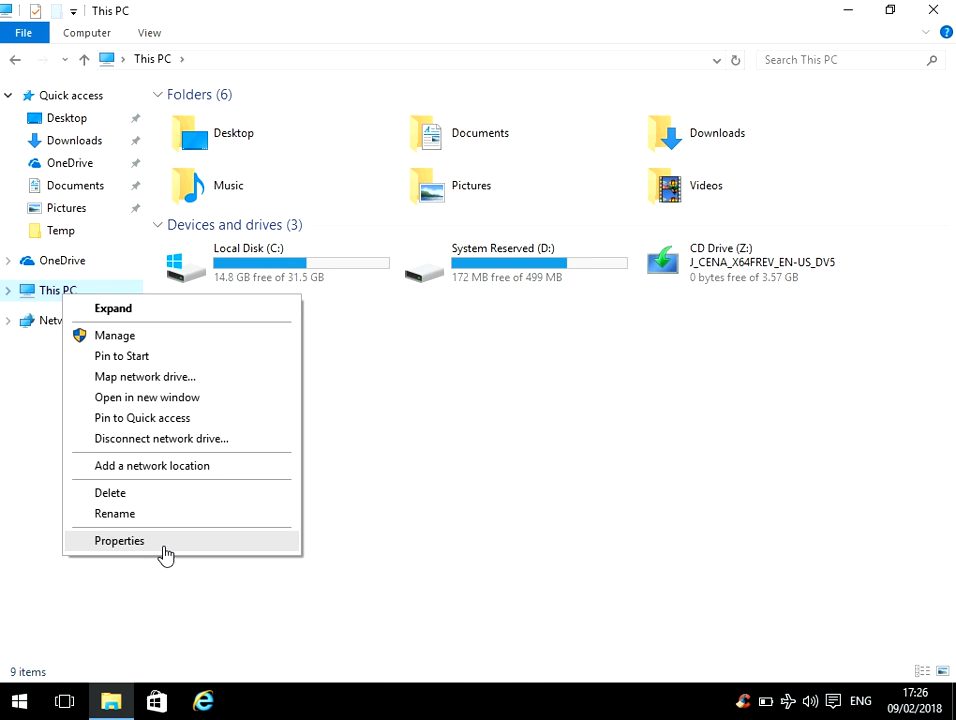 This PC
File
Computer
View
This PC
Search This PC
Quick access
Desktop
Downloads
OneDrive
Documents
Pictures
Temp
OneDrive
This PC
Netw
Folders (6)
Desktop
Documents
Downloads
Music
Pictures
Videos
Devices and drives (3)
Local Disk (C:)
14.8 GB free of 31.5 GB
System Reserved (D:)
172 MB free of 499 MB
CD Drive (Z:)
J_CENA_X64FREV_EN-US_DV5
0 bytes free of 3.57 GB
Expand
Manage
Pin to Start
Map network drive...
Open in new window
Pin to Quick access
Disconnect network drive...
Add a network location
Delete
Rename
Properties
9 items
ENG
17:26
09/02/2018